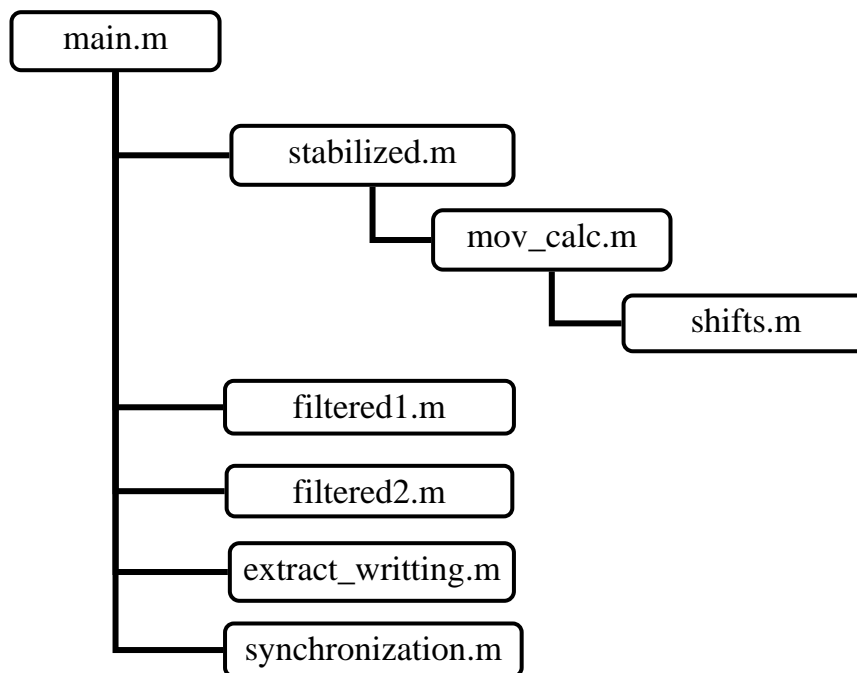 main.m
stabilized.m
mov_calc.m
shifts.m
filtered1.m
filtered2.m
extract_writting.m
synchronization.m